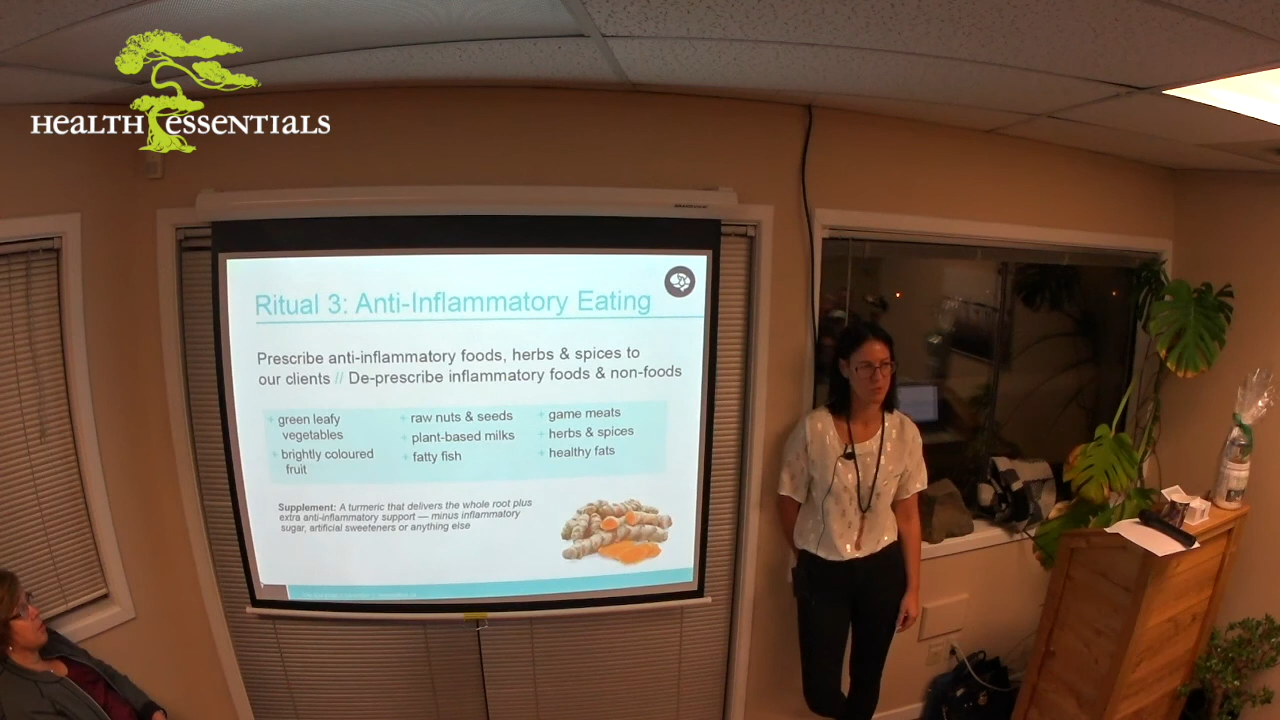 HEALTH ESSENTIALS
Ritual 3: Anti-Inflammatory Eating
Prescribe anti-inflammatory foods, herbs & spices to
our clients // De-prescribe inflammatory foods & non-foods
+ green leafy
vegetables
+ brightly coloured
fruit
+ raw nuts & seeds
+ plant-based milks
+ fatty fish
+ game meats
+ herbs & spices
+ healthy fats
Supplement: A turmeric that delivers the whole root plus
extra anti-inflammatory support — minus inflammatory
sugar, artificial sweeteners or anything else